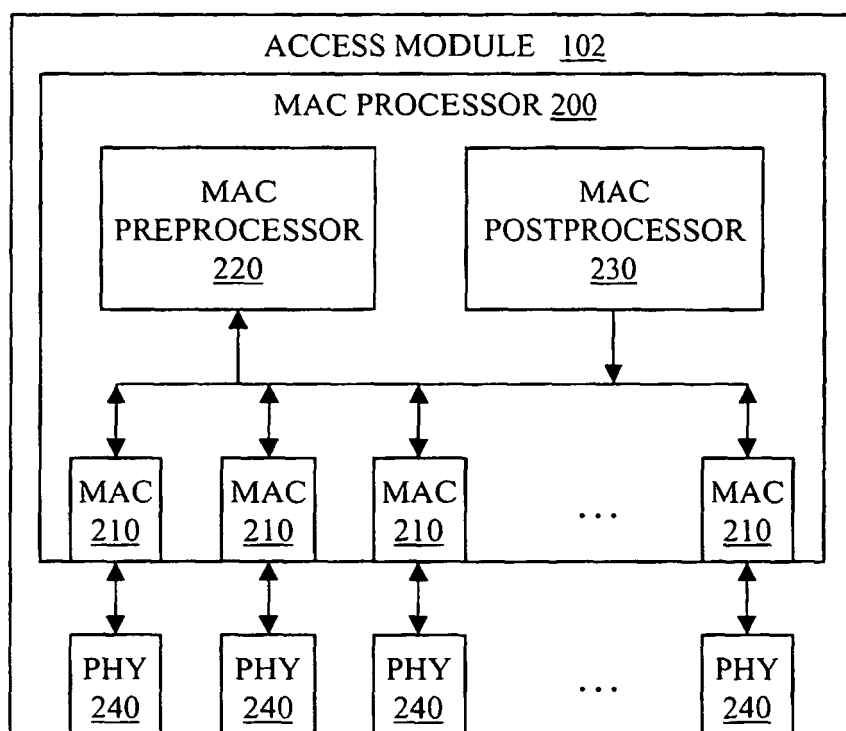 ACCESS MODULE 102
MAC PROCESSOR 200
MAC
PREPROCESSOR
220
MAC
POSTPROCESSOR
230
MAC
210
MAC
210
MAC
210
...
MAC
210
PHY
240
PHY
240
PHY
240
...
PHY
240